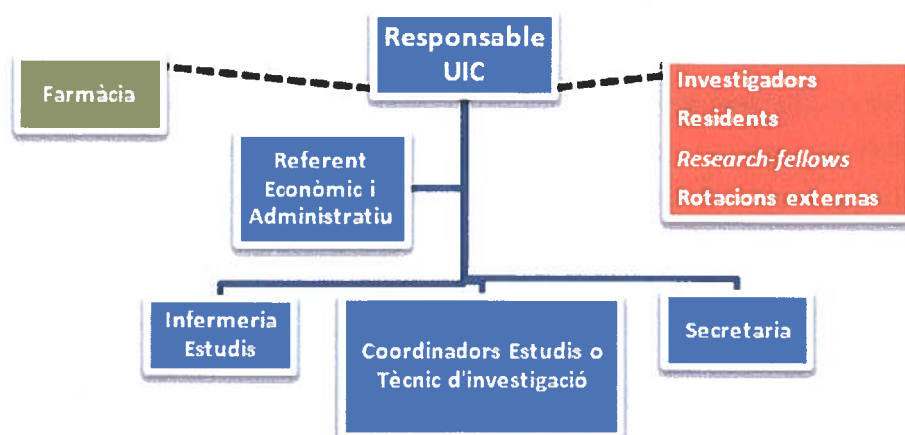 Responsable
UIC
Farmàcia
Investigadors
Residents
Research-fellows
Rotacions externas
Referent
Econòmic i
Administratiu
Infermeria
Estudis
Coordinadors Estudis o
Tècnic d'investigació
Secretaria